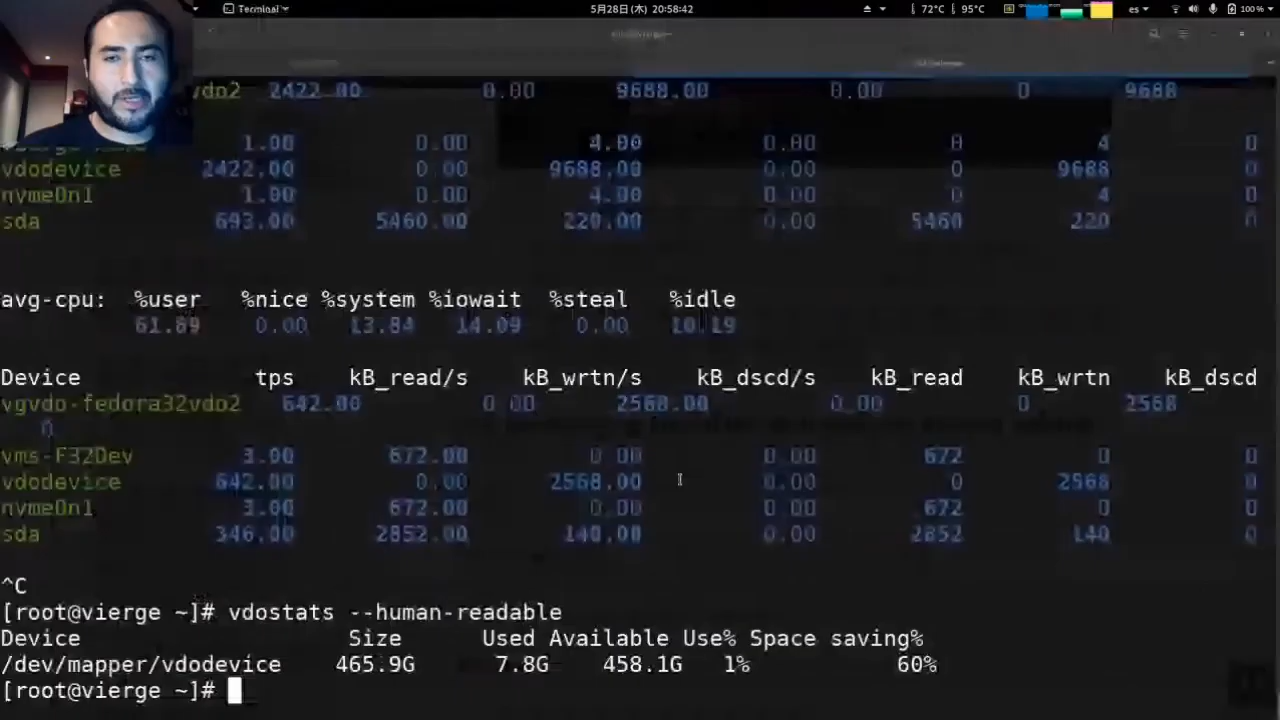 Terminal 5月28日(木) 20:58:42 72°C 95°C es 100%
vdo2 2422.00 0.00 9688.00 0.00 0 9688
1.00 0.00 4.00 0.00 0 4 0
vdodevice 2422.00 0.00 9688.00 0.00 0 9688 0
nvme0n1 1.00 0.00 4.00 0.00 0 4 0
sda 693.00 5460.00 220.00 0.00 5460 220 0
avg-cpu: %user %nice %system %iowait %steal %idle
61.89 0.00 13.84 14.09 0.00 10.19
Device tps kB_read/s kB_wrtn/s kB_dscd/s kB_read kB_wrtn kB_dscd
vgvdo-fedora32vdo2 642.00 0.00 2568.00 0.00 0 2568
0
vms-F32Dev 3.00 672.00 0.00 0.00 672 0 0
vdodevice 642.00 0.00 2568.00 0.00 0 2568 0
nvme0n1 3.00 672.00 0.00 0.00 672 0 0
sda 346.00 2852.00 140.00 0.00 2852 140 0
^C
[root@vierge ~]# vdostats --human-readable
Device Size Used Available Use% Space saving%
/dev/mapper/vdodevice 465.9G 7.8G 458.1G 1% 60%
[root@vierge ~]#